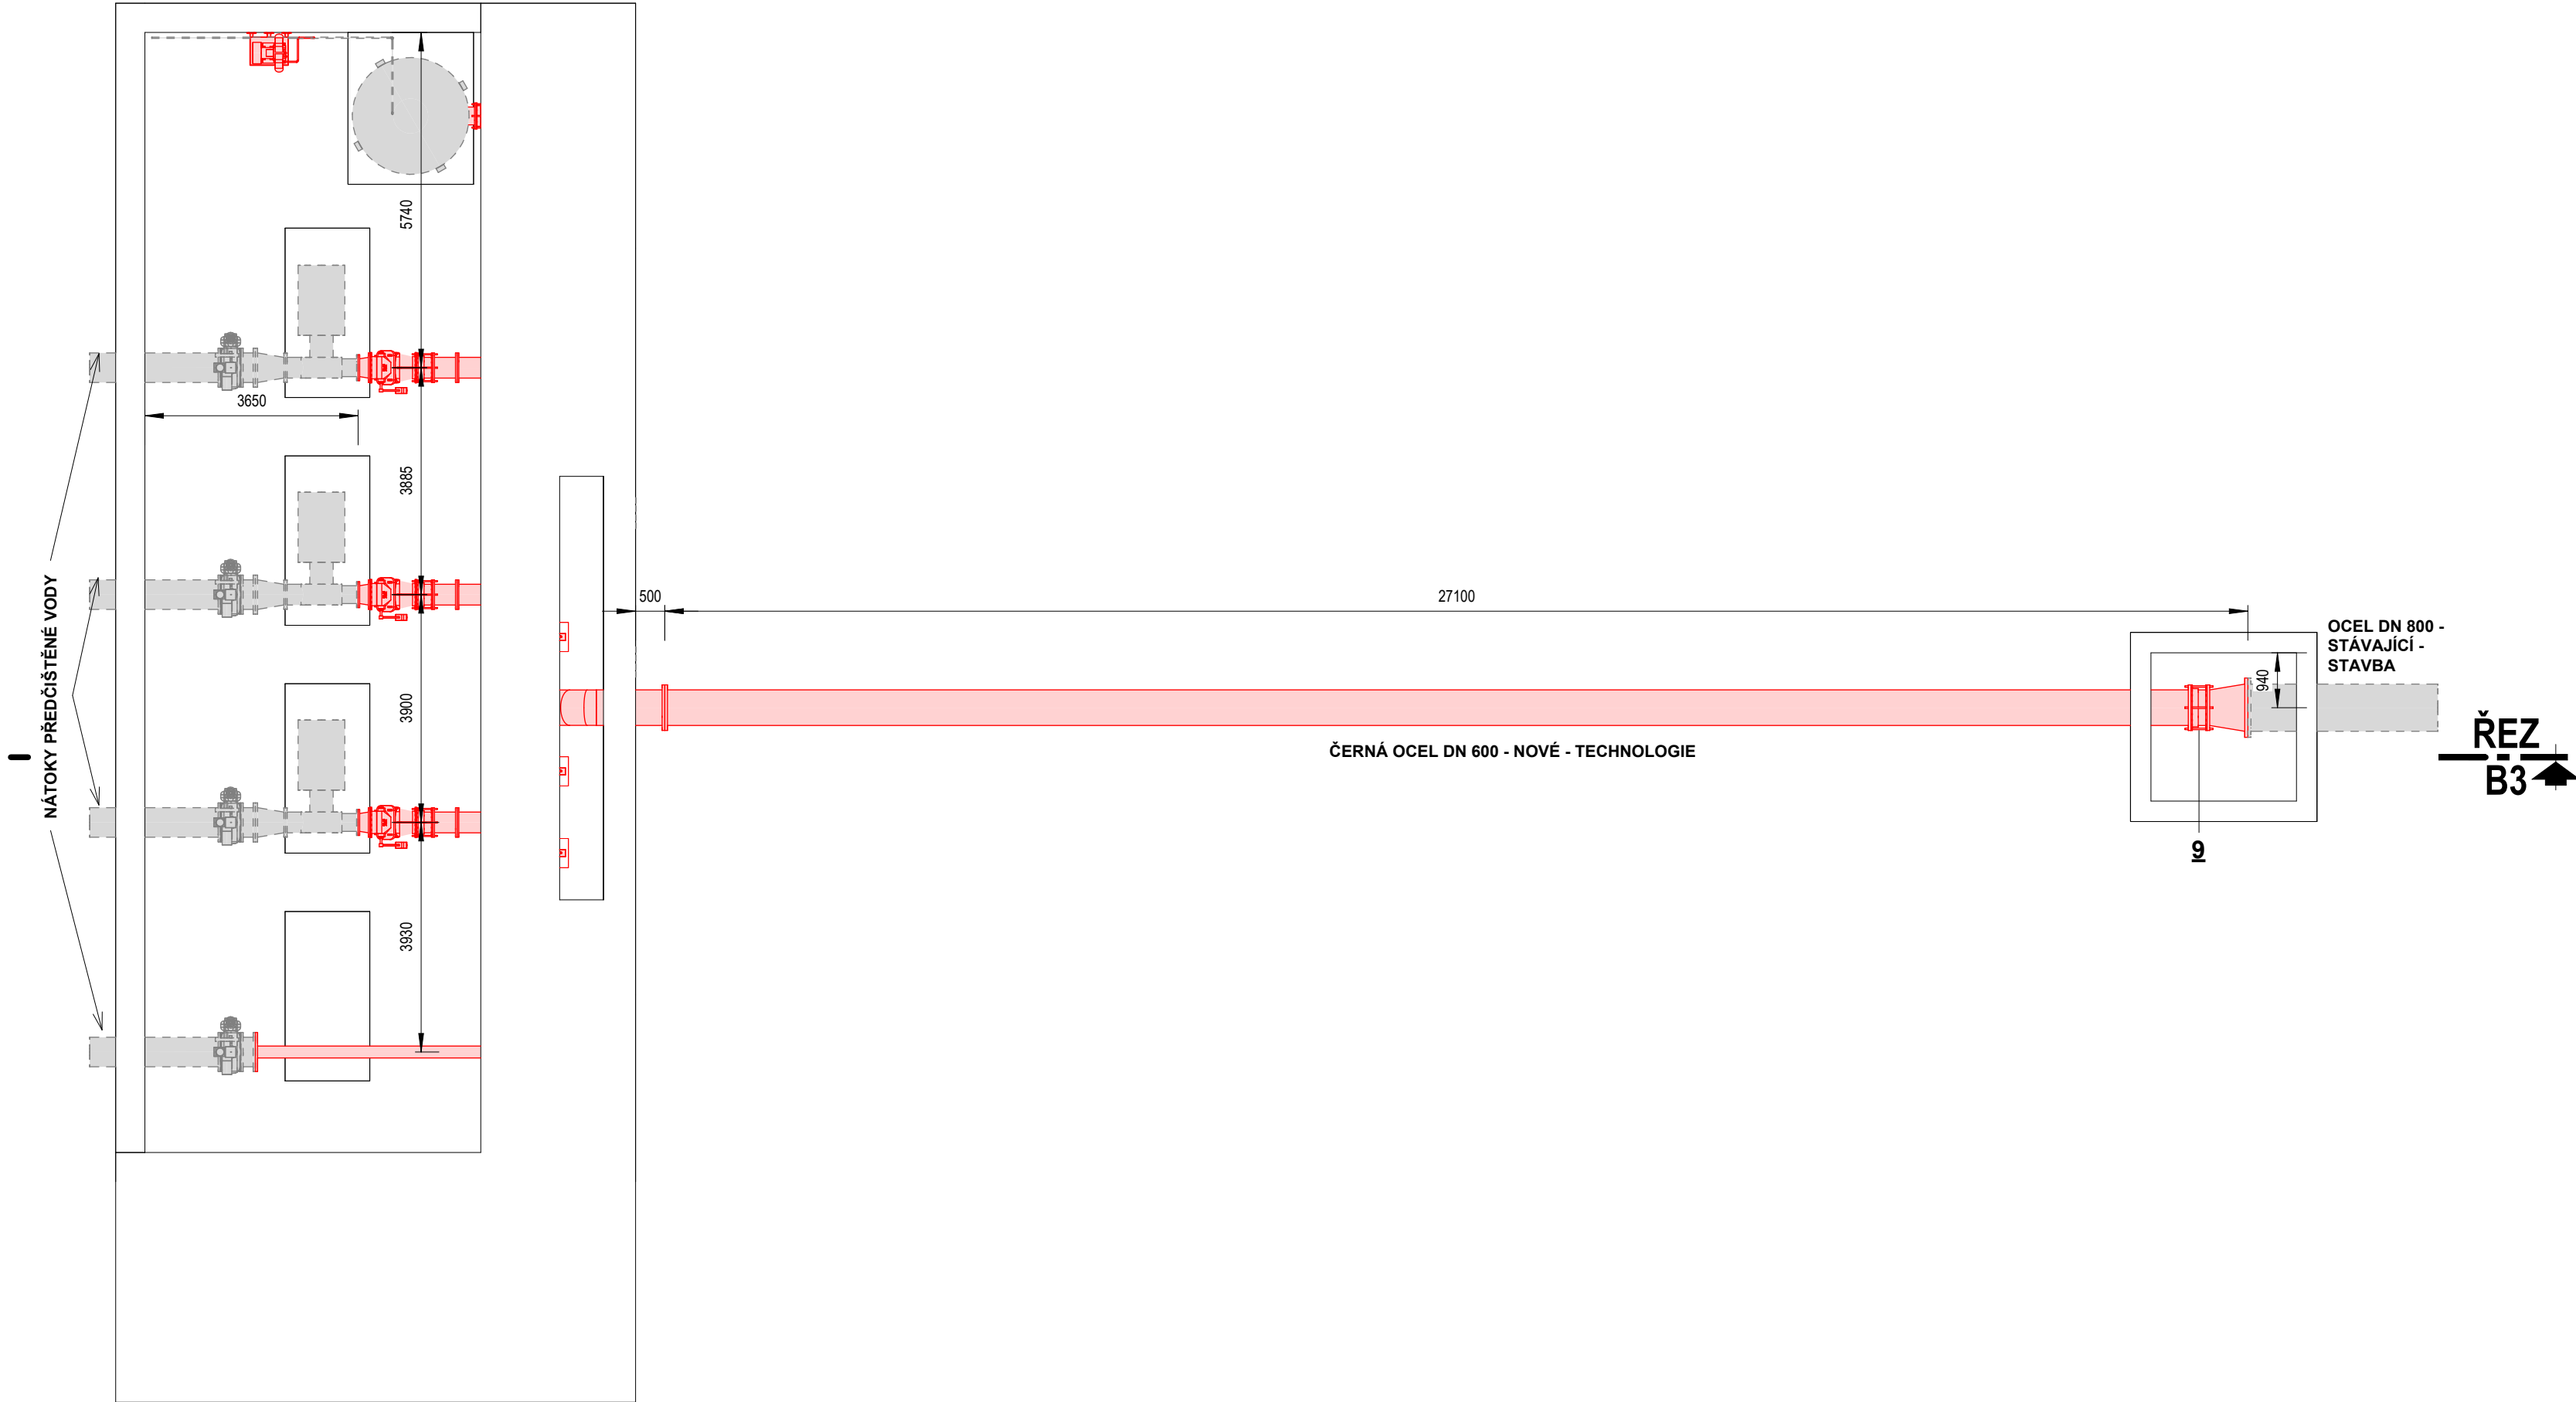 5740
3650
3885
NÁTOKY PŘEDČIŠTĚNÉ VODY
500
27100
OCEL DN 800 -
STÁVAJÍCÍ -
STAVBA
940
3900
ČERNÁ OCEL DN 600 - NOVÉ - TECHNOLOGIE
ŘEZ
B3
9
3930